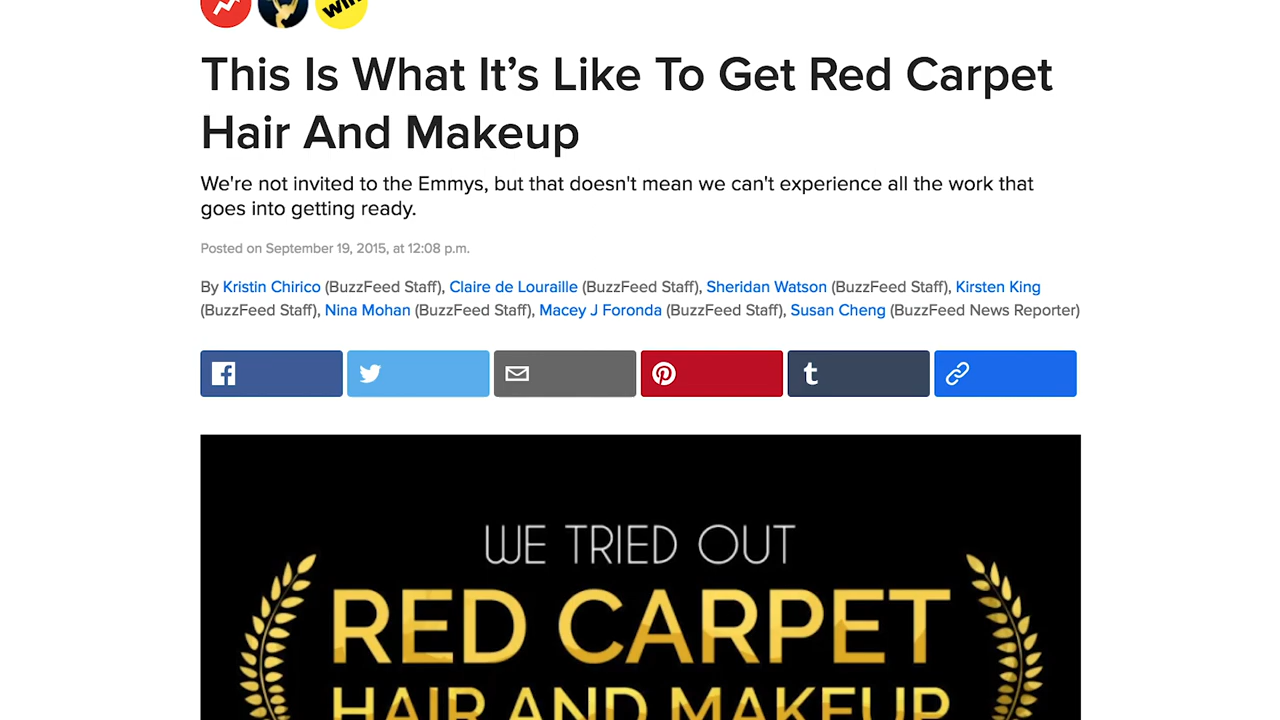 win
This Is What It’s Like To Get Red Carpet
Hair And Makeup
We're not invited to the Emmys, but that doesn't mean we can't experience all the work that
goes into getting ready.
Posted on September 19, 2015, at 12:08 p.m.
By Kristin Chirico (BuzzFeed Staff), Claire de Louraille (BuzzFeed Staff), Sheridan Watson (BuzzFeed Staff), Kirsten King
(BuzzFeed Staff), Nina Mohan (BuzzFeed Staff), Macey J Foronda (BuzzFeed Staff), Susan Cheng (BuzzFeed News Reporter)
WE TRIED OUT
RED CARPET
HAIR AND MAKEUP